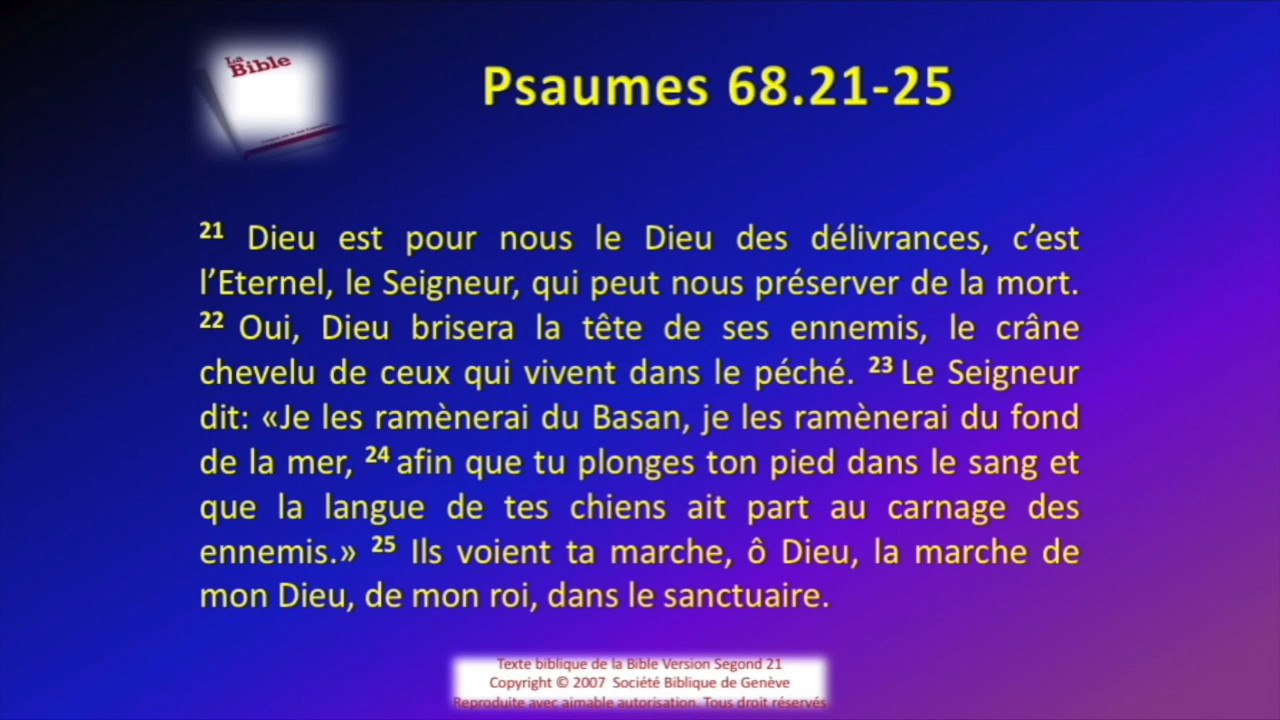 La
Bible
Psaumes 68.21-25
21 Dieu est pour nous le Dieu des délivrances, c’est
l’Eternel, le Seigneur, qui peut nous préserver de la mort.
22 Oui, Dieu brisera la tête de ses ennemis, le crâne
chevelu de ceux qui vivent dans le péché. 23 Le Seigneur
dit: «Je les ramènerai du Basan, je les ramènerai du fond
de la mer, 24 afin que tu plonges ton pied dans le sang et
que la langue de tes chiens ait part au carnage des
ennemis.» 25 Ils voient ta marche, ô Dieu, la marche de
mon Dieu, de mon roi, dans le sanctuaire.
Texte biblique de la Bible Version Segond 21
Copyright © 2007 Société Biblique de Genève
Reproduite avec aimable autorisation. Tous droit réservés